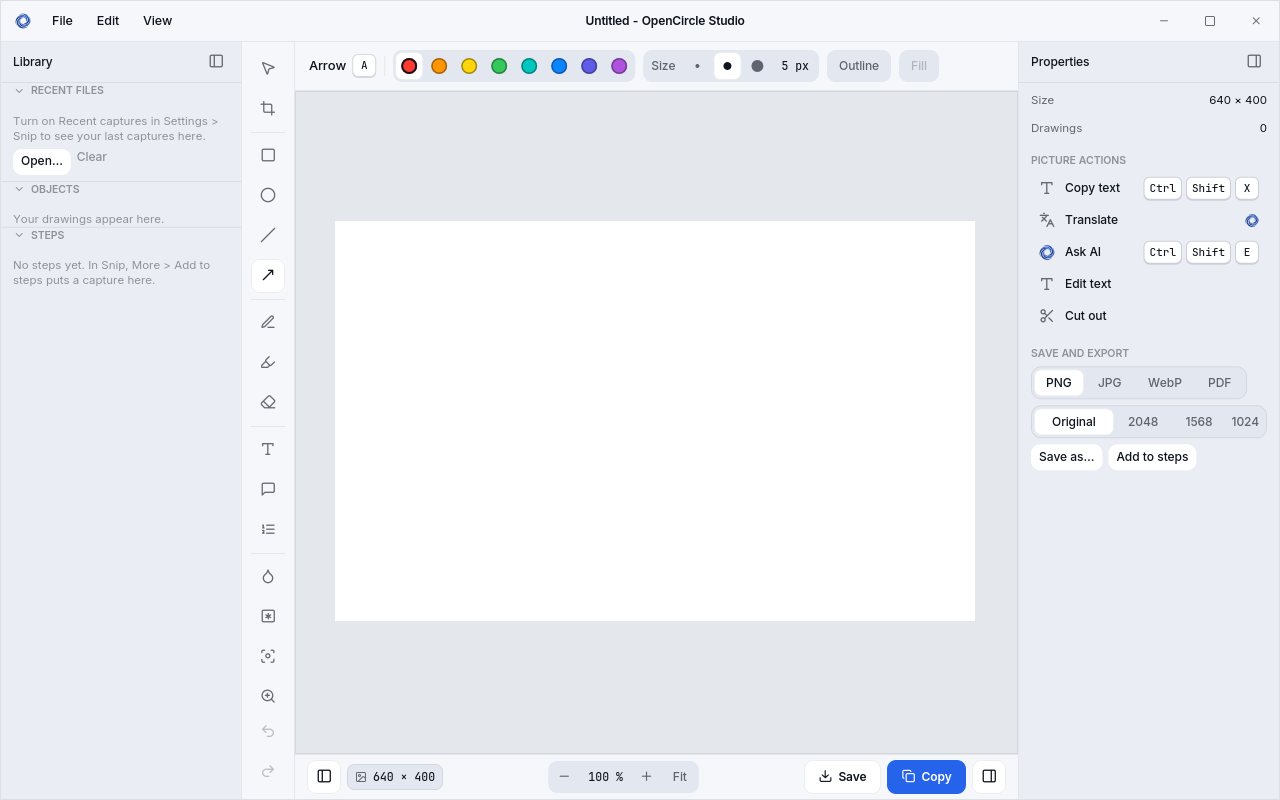 File Edit View
Untitled - OpenCircle Studio
Library
RECENT FILES
Turn on Recent captures in Settings >
Snip to see your last captures here.
Open... Clear
OBJECTS
Your drawings appear here.
STEPS
No steps yet. In Snip, More > Add to
steps puts a capture here.
Arrow A
Size 5 px Outline Fill
Properties
Size 640 × 400
Drawings 0
PICTURE ACTIONS
Copy text Ctrl Shift X
Translate
Ask AI Ctrl Shift E
Edit text
Cut out
SAVE AND EXPORT
PNG JPG WebP PDF
Original 2048 1568 1024
Save as... Add to steps
640 × 400
100 % Fit
Save Copy